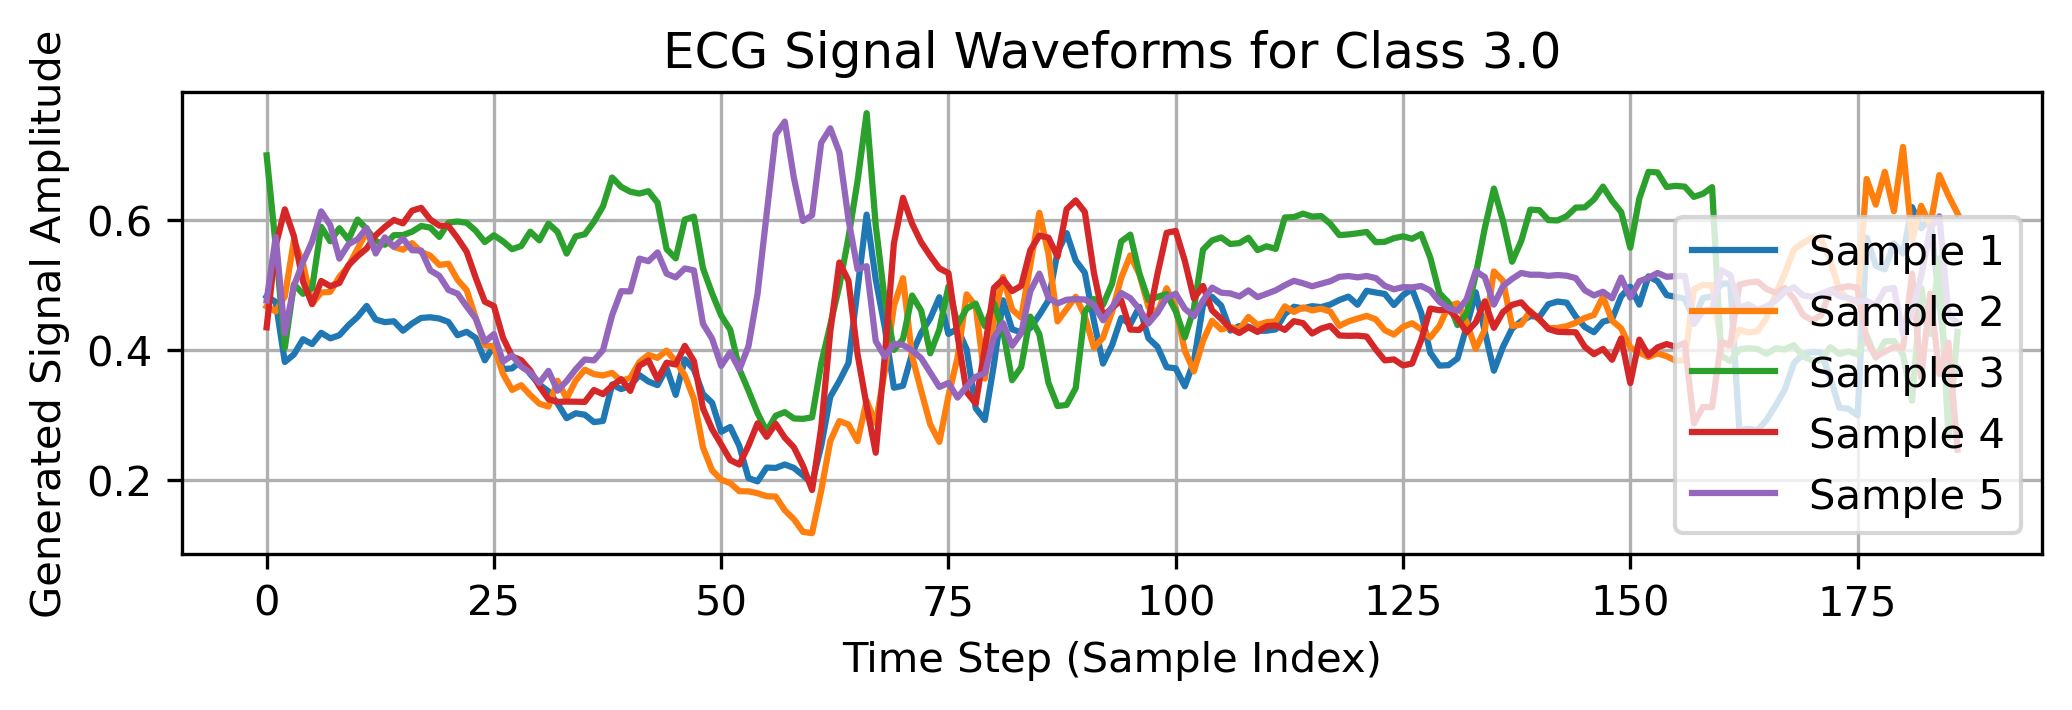 ECG Signal Waveforms for Class 3.0
Generated Signal Amplitude
0.6
0.4
0.2
Sample 1
Sample 2
Sample 3
Sample 4
Sample 5
0 25 50 75 100 125 150 175
Time Step (Sample Index)